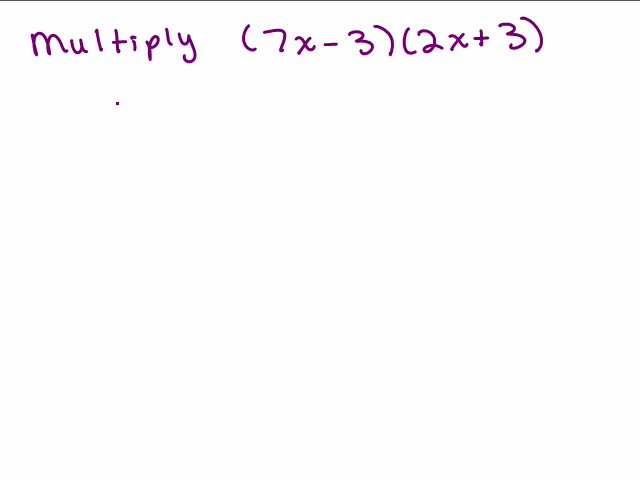 Multiply (7x - 3)(2x + 3)